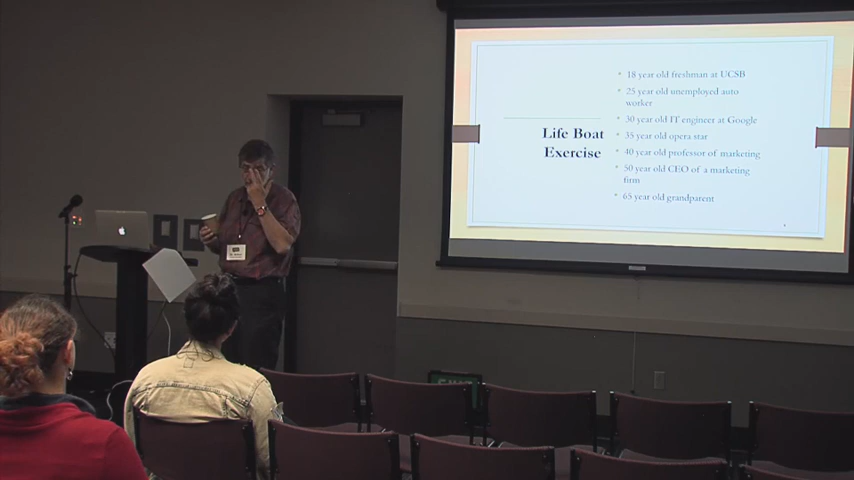 Life Boat
Exercise
18 year old freshman at UCSB
25 year old unemployed auto
worker
30 year old IT engineer at Google
35 year old opera star
40 year old professor of marketing
50 year old CEO of a marketing
firm
65 year old grandparent